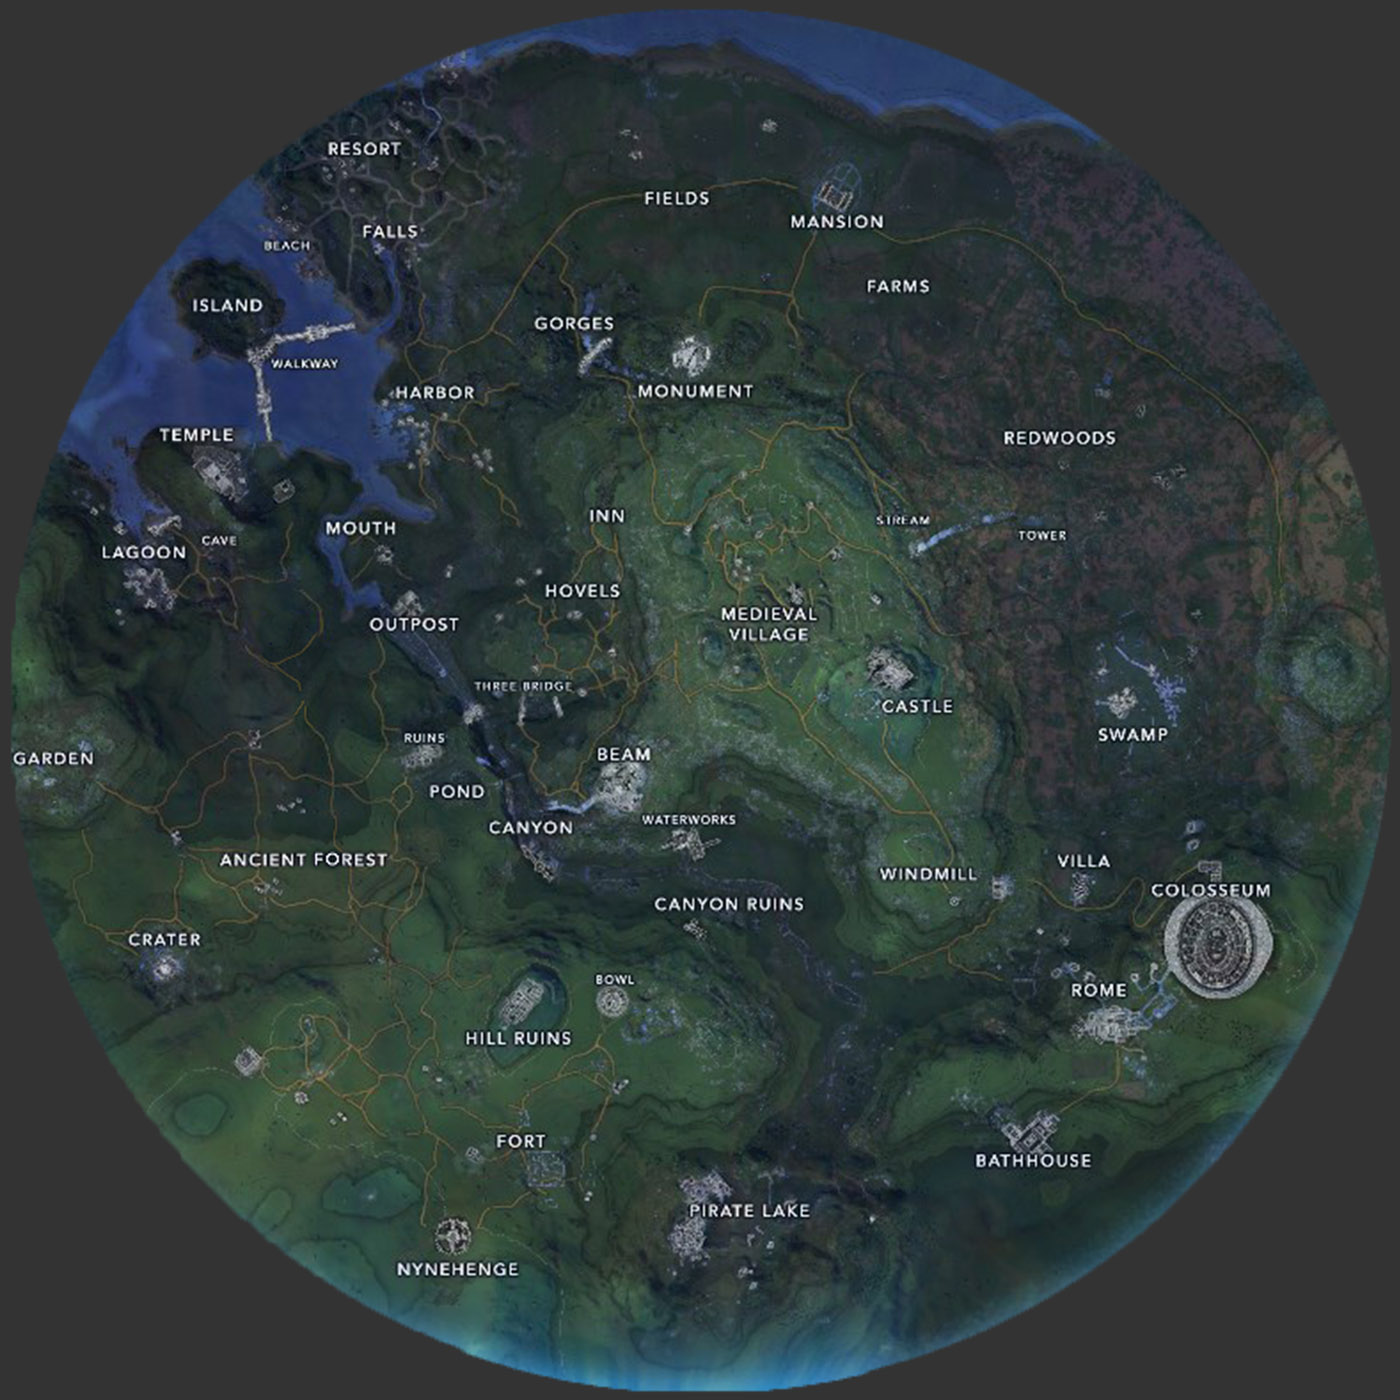 RESORT
FIELDS
MANSION
FALLS
BEACH
FARMS
ISLAND
GORGES
WALKWAY
HARBOR
MONUMENT
TEMPLE
REDWOODS
INN
STREAM
MOUTH
TOWER
CAVE
LAGOON
HOVELS
MEDIEVAL
VILLAGE
OUTPOST
THREE BRIDGE
CASTLE
SWAMP
RUINS
BEAM
GARDEN
POND
WATERWORKS
CANYON
ANCIENT FOREST
VILLA
WINDMILL
COLOSSEUM
CANYON RUINS
CRATER
BOWL
ROME
HILL RUINS
FORT
BATHHOUSE
PIRATE LAKE
NYNEHENGE